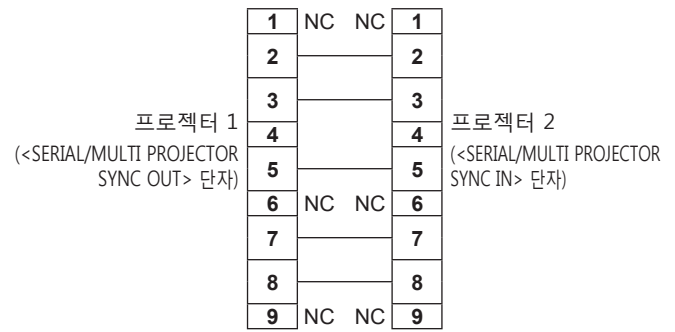 1 NC NC 1
2 2
3 3
프로젝터 1
프로젝터 2
4 4
(<SERIAL/MULTI PROJECTOR
SYNC OUT> 단자)
(<SERIAL/MULTI PROJECTOR
SYNC IN> 단자)
5 5
6 NC NC 6
7 7
8 8
9 NC NC 9